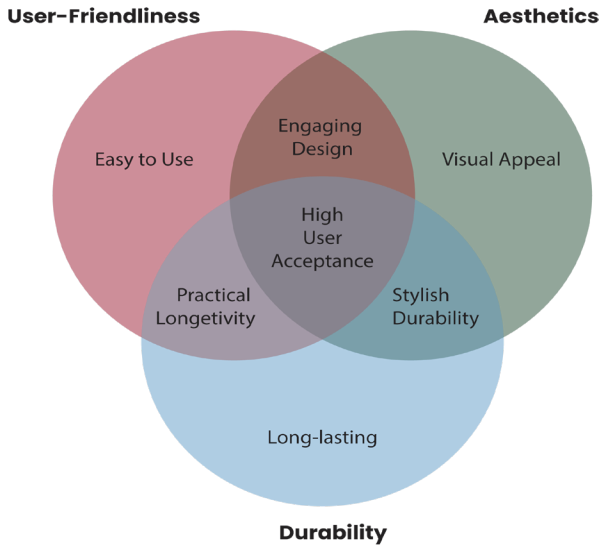 User-Friendliness
Aesthetics
Engaging
Design
Easy to Use
Visual Appeal
High
User
Acceptance
Practical
Longetivity
Stylish
Durability
Long-lasting
Durability